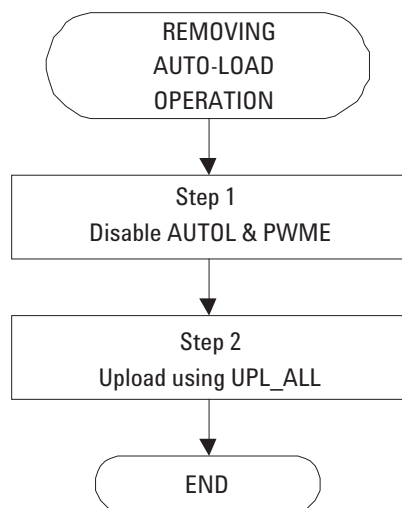 REMOVING
AUTO-LOAD
OPERATION
Step 1
Disable AUTOL & PWME
Step 2
Upload using UPL_ALL
END